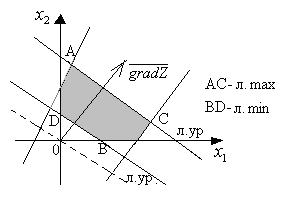 x₂
A
gradZ
AC- л. max
BD- л. min
D
C
л.ур
0
B
x₁
л.ур.